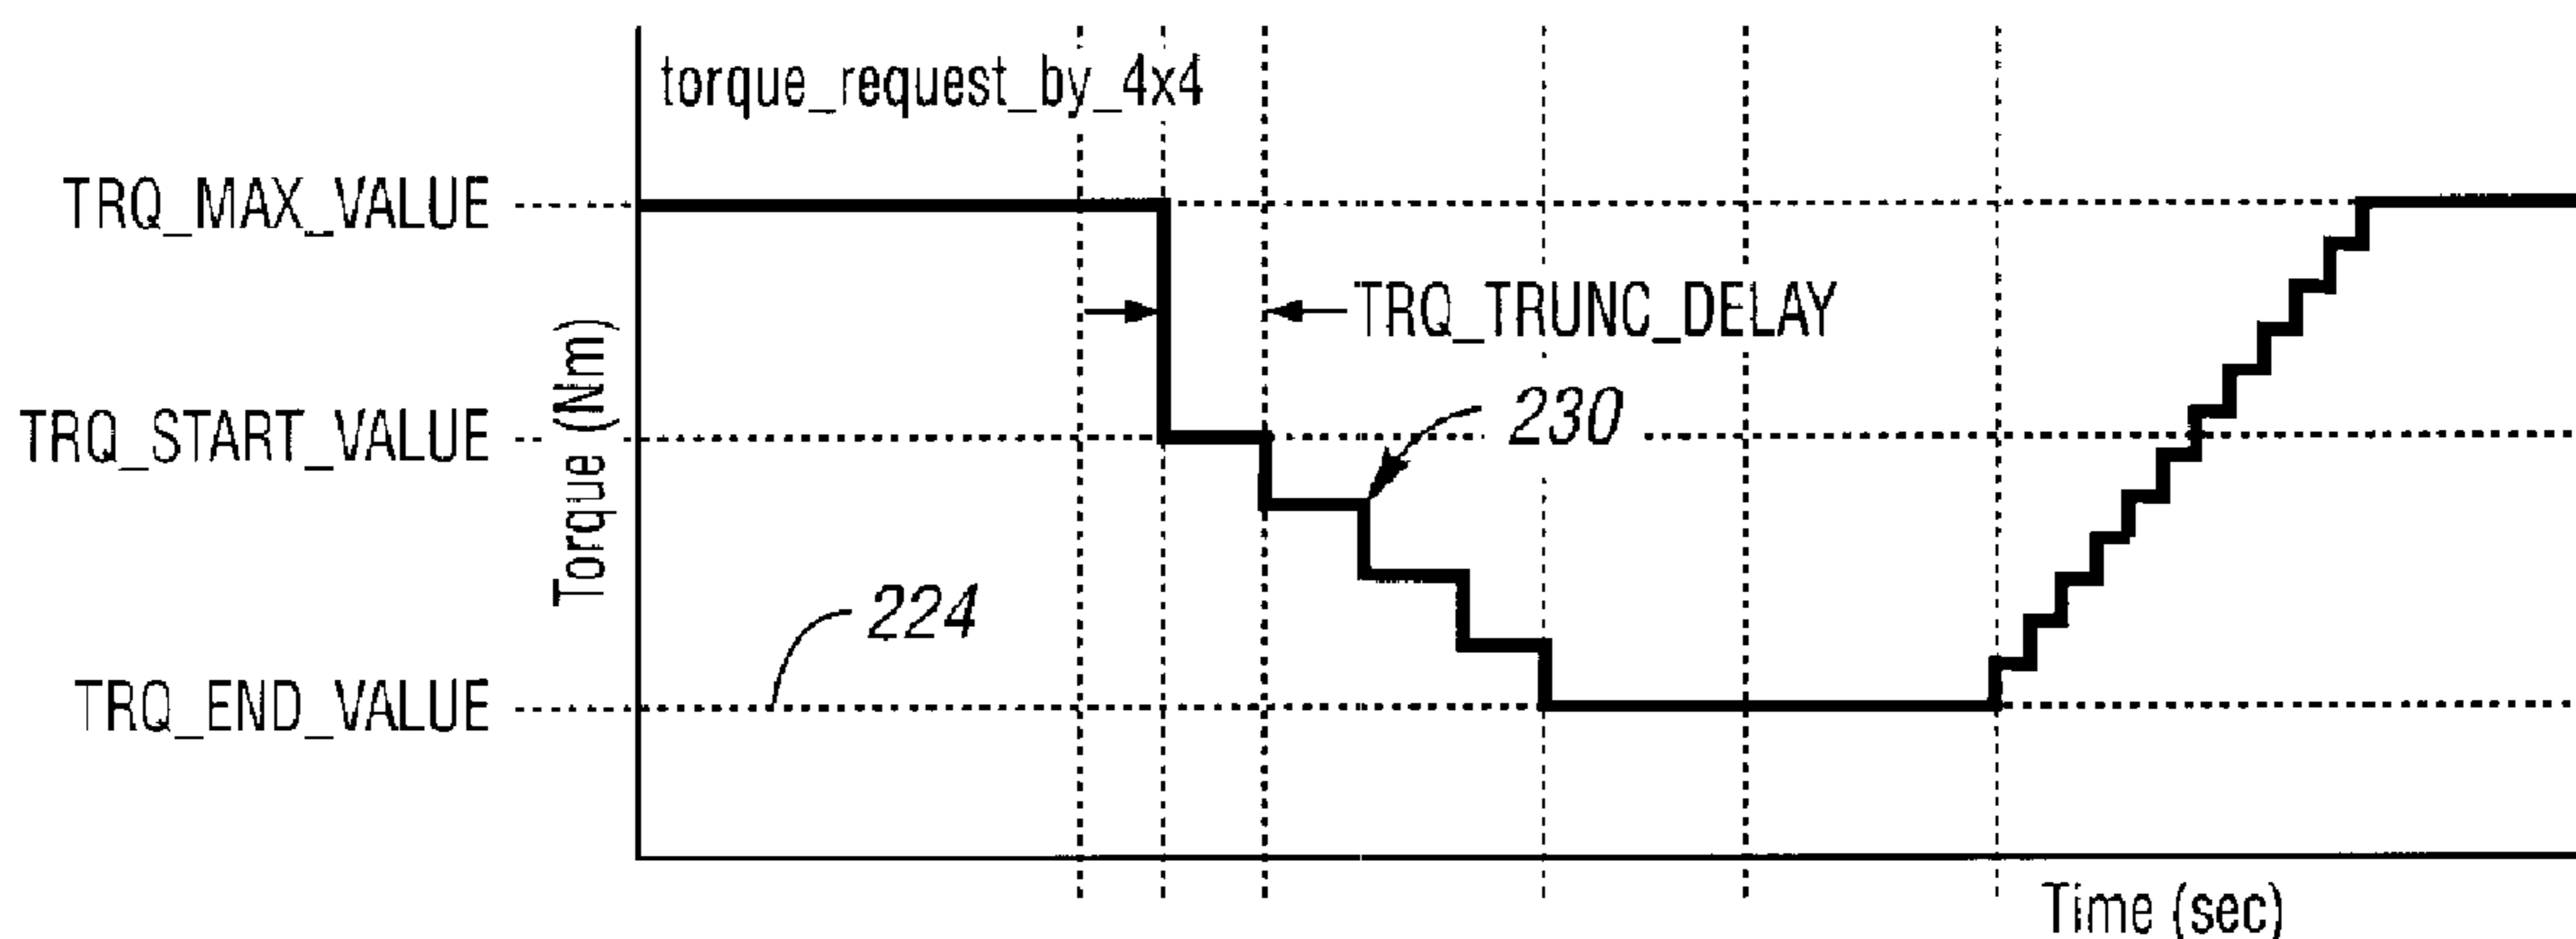 torque_request_by_4x4
TRQ_MAX_VALUE
TRQ_TRUNC_DELAY
230
TRQ_START_VALUE
Torque (Nm)
224
TRQ_END_VALUE
Time (sec)